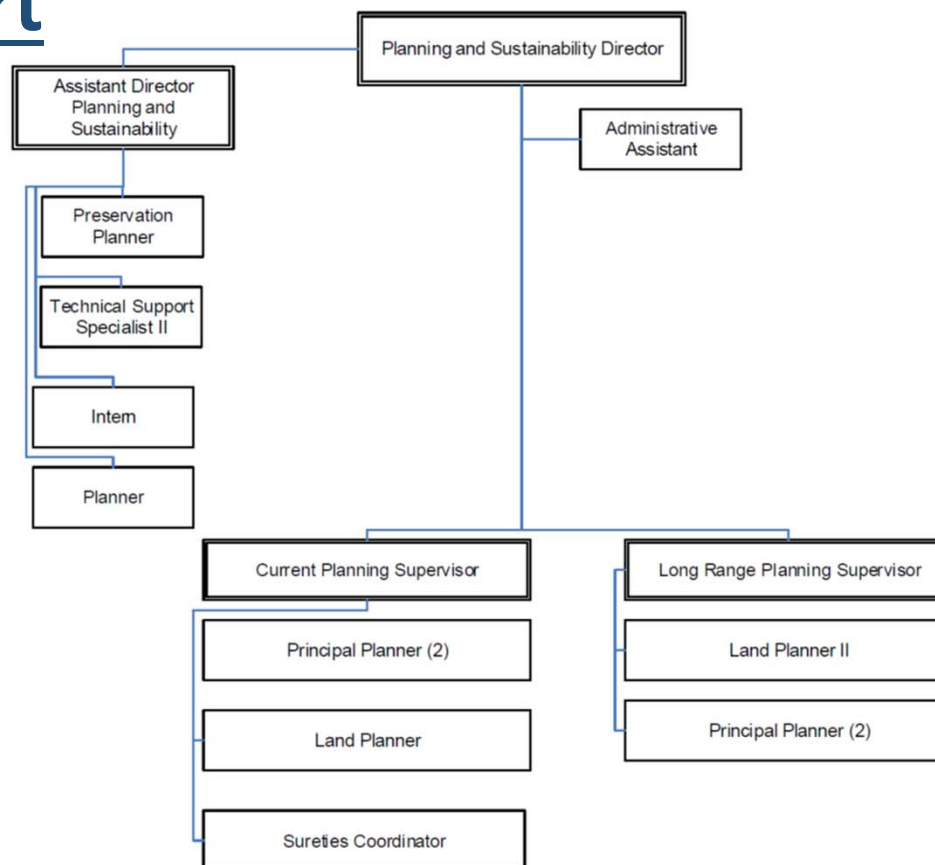 Planning and Sustainability Director
Assistant Director
Planning and
Sustainability
Administrative
Assistant
Preservation
Planner
Technical Support
Specialist II
Intern
Planner
Current Planning Supervisor
Long Range Planning Supervisor
Principal Planner (2)
Land Planner II
Land Planner
Principal Planner (2)
Sureties Coordinator